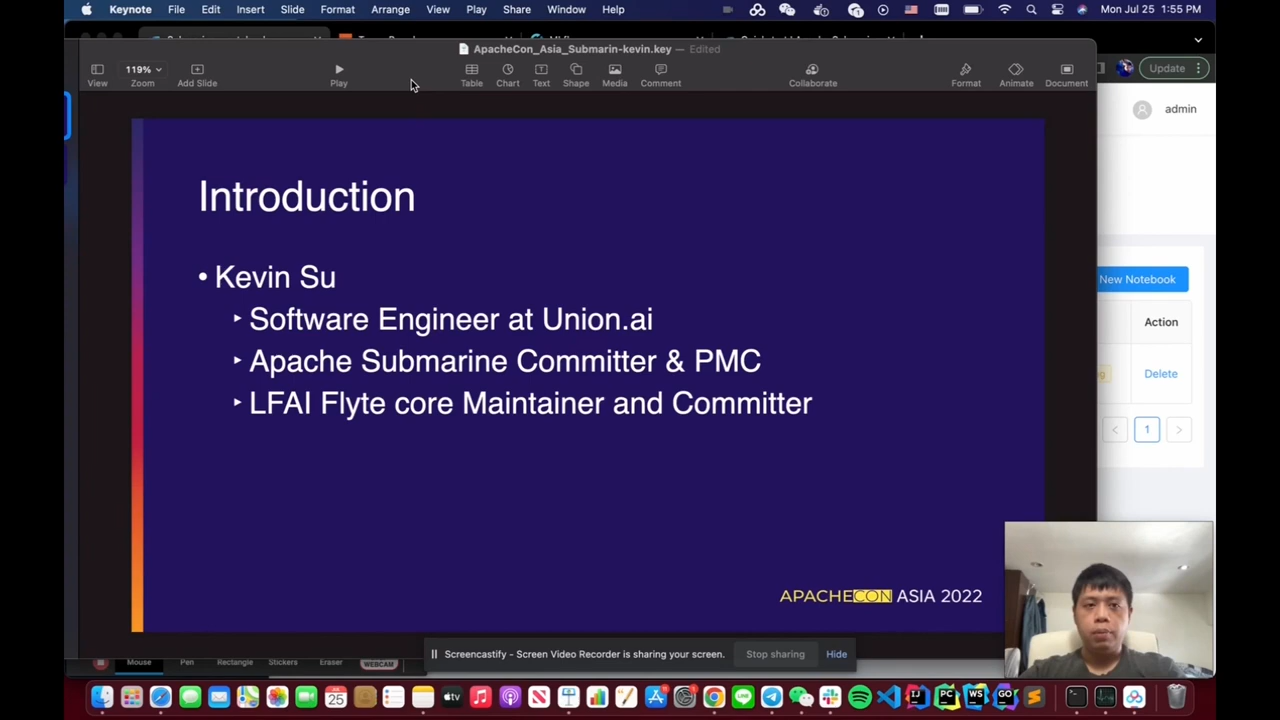 Keynote File Edit Insert Slide Format Arrange View Play Share Window Help Mon Jul 25 1:55 PM
ApacheCon_Asia_Submarin-kevin.key — Edited
119%
View Zoom Add Slide Play Table Chart Text Shape Media Comment Collaborate Format Animate Document
Update
admin
Introduction
• Kevin Su
‣ Software Engineer at Union.ai
‣ Apache Submarine Committer & PMC
‣ LFAI Flyte core Maintainer and Committer
New Notebook
Action
Delete
1
APACHECON ASIA 2022
Screencastify - Screen Video Recorder is sharing your screen. Stop sharing Hide
Mouse Pen Rectangle Stickers Eraser WEBCAM